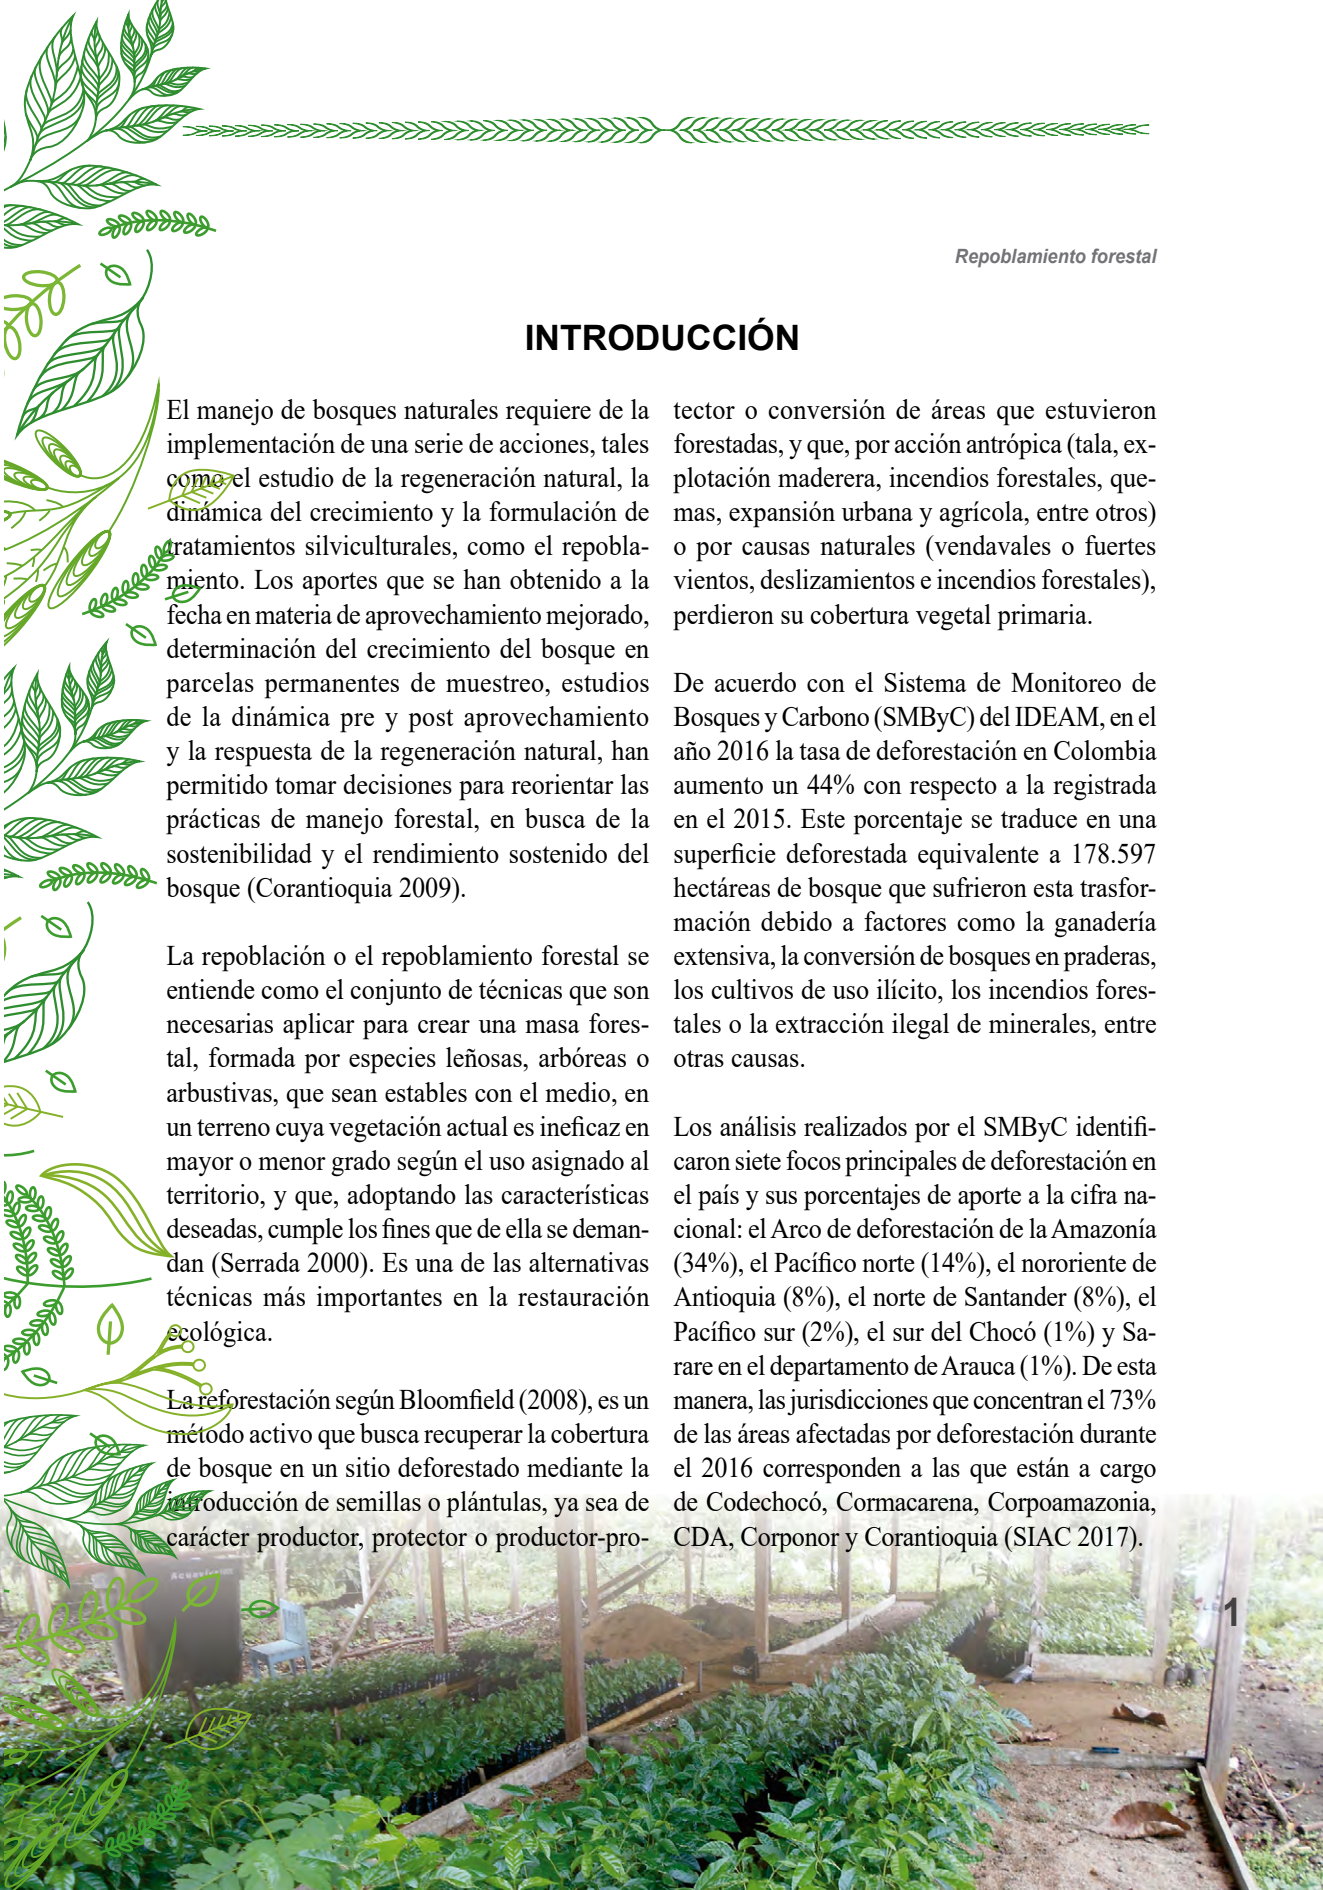 Repoblamiento forestal
INTRODUCCIÓN
El manejo de bosques naturales requiere de la
implementación de una serie de acciones, tales
como el estudio de la regeneración natural, la
dinámica del crecimiento y la formulación de
tratamientos silviculturales, como el repobla-
miento. Los aportes que se han obtenido a la
fecha en materia de aprovechamiento mejorado,
determinación del crecimiento del bosque en
parcelas permanentes de muestreo, estudios
de la dinámica pre y post aprovechamiento
y la respuesta de la regeneración natural, han
permitido tomar decisiones para reorientar las
prácticas de manejo forestal, en busca de la
sostenibilidad y el rendimiento sostenido del
bosque (Corantioquia 2009).
La repoblación o el repoblamiento forestal se
entiende como el conjunto de técnicas que son
necesarias aplicar para crear una masa fores-
tal, formada por especies leñosas, arbóreas o
arbustivas, que sean estables con el medio, en
un terreno cuya vegetación actual es ineficaz en
mayor o menor grado según el uso asignado al
territorio, y que, adoptando las características
deseadas, cumple los fines que de ella se deman-
dan (Serrada 2000). Es una de las alternativas
técnicas más importantes en la restauración
ecológica.
La reforestación según Bloomfield (2008), es un
método activo que busca recuperar la cobertura
de bosque en un sitio deforestado mediante la
introducción de semillas o plántulas, ya sea de
carácter productor, protector o productor-pro-
tector o conversión de áreas que estuvieron
forestadas, y que, por acción antrópica (tala, ex-
plotación maderera, incendios forestales, que-
mas, expansión urbana y agrícola, entre otros)
o por causas naturales (vendavales o fuertes
vientos, deslizamientos e incendios forestales),
perdieron su cobertura vegetal primaria.
De acuerdo con el Sistema de Monitoreo de
Bosques y Carbono (SMByC) del IDEAM, en el
año 2016 la tasa de deforestación en Colombia
aumento un 44% con respecto a la registrada
en el 2015. Este porcentaje se traduce en una
superficie deforestada equivalente a 178.597
hectáreas de bosque que sufrieron esta trasfor-
mación debido a factores como la ganadería
extensiva, la conversión de bosques en praderas,
los cultivos de uso ilícito, los incendios fores-
tales o la extracción ilegal de minerales, entre
otras causas.
Los análisis realizados por el SMByC identifi-
caron siete focos principales de deforestación en
el país y sus porcentajes de aporte a la cifra na-
cional: el Arco de deforestación de la Amazonía
(34%), el Pacífico norte (14%), el nororiente de
Antioquia (8%), el norte de Santander (8%), el
Pacífico sur (2%), el sur del Chocó (1%) y Sa-
rare en el departamento de Arauca (1%). De esta
manera, las jurisdicciones que concentran el 73%
de las áreas afectadas por deforestación durante
el 2016 corresponden a las que están a cargo
de Codechocó, Cormacarena, Corpoamazonia,
CDA, Corponor y Corantioquia (SIAC 2017).
1